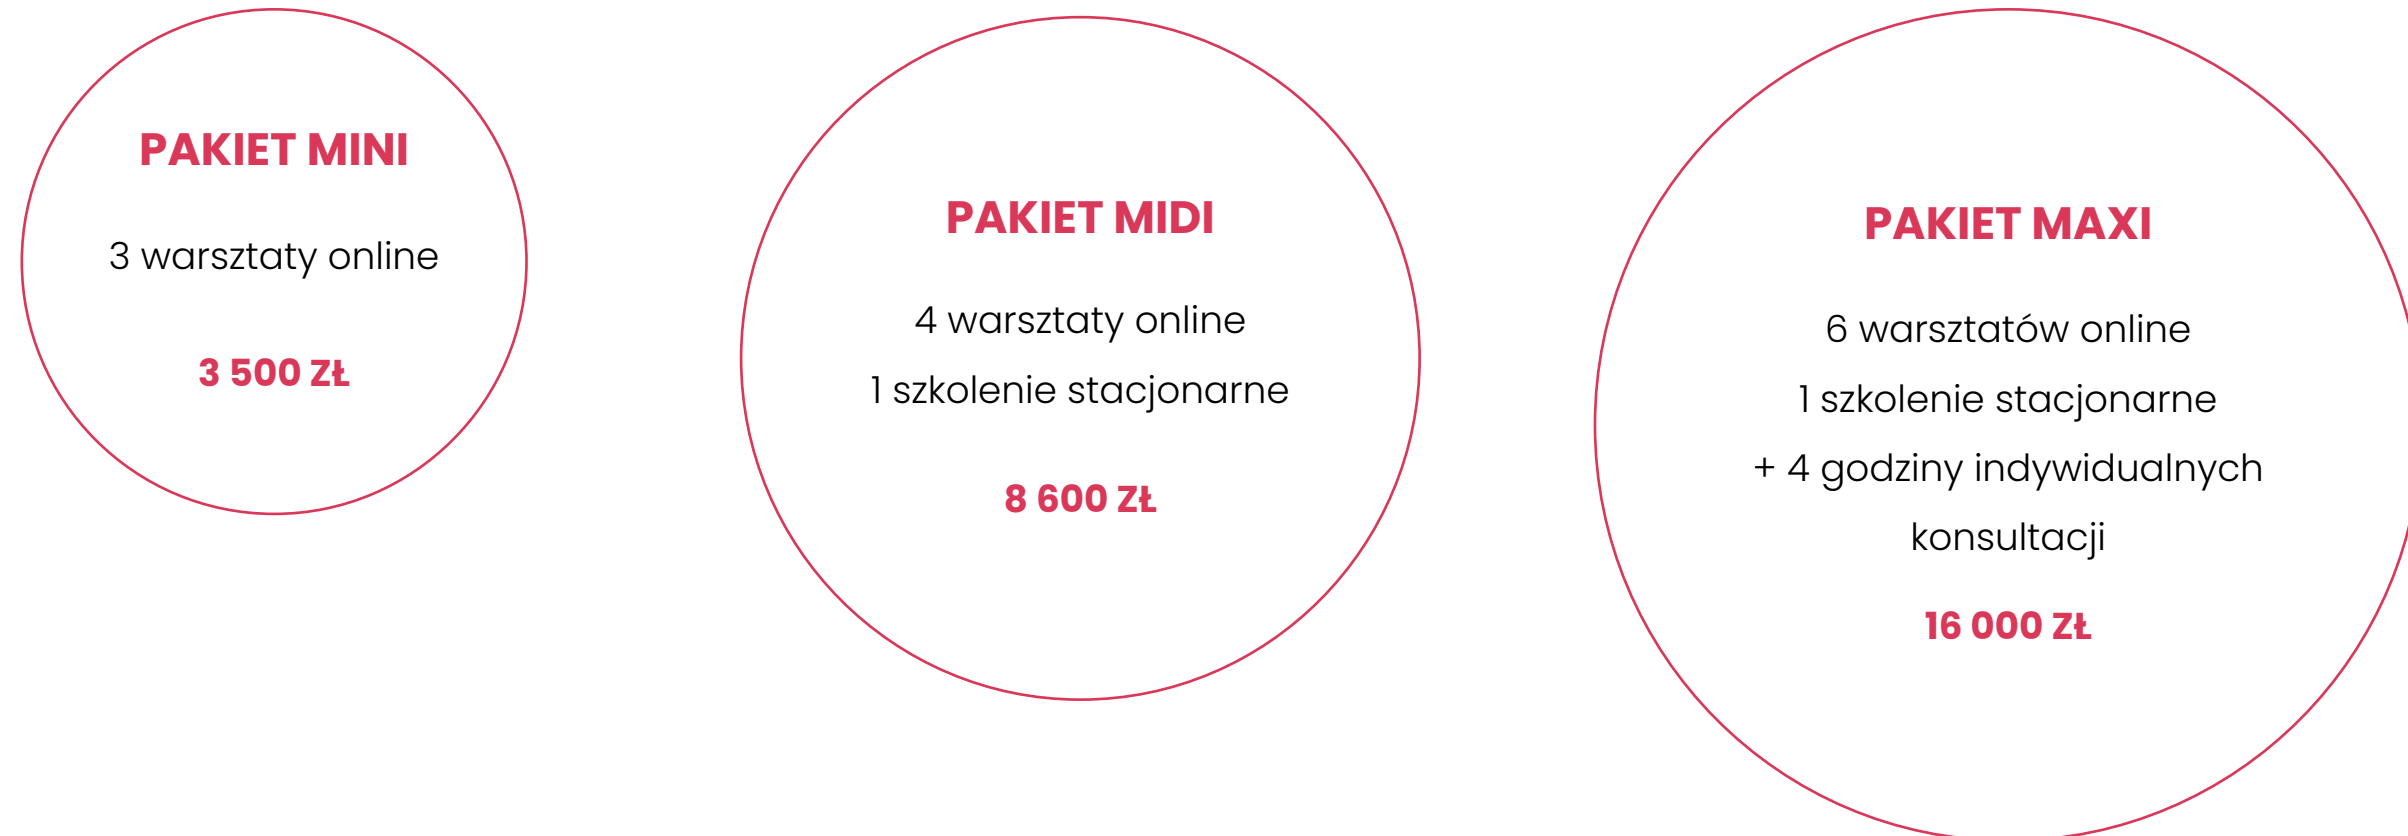 PAKIET MINI
3 warsztaty online
3 500 ZŁ
PAKIET MIDI
4 warsztaty online
1 szkolenie stacjonarne
8 600 ZŁ
PAKIET MAXI
6 warsztatów online
1 szkolenie stacjonarne
+ 4 godziny indywidualnych
konsultacji
16 000 ZŁ